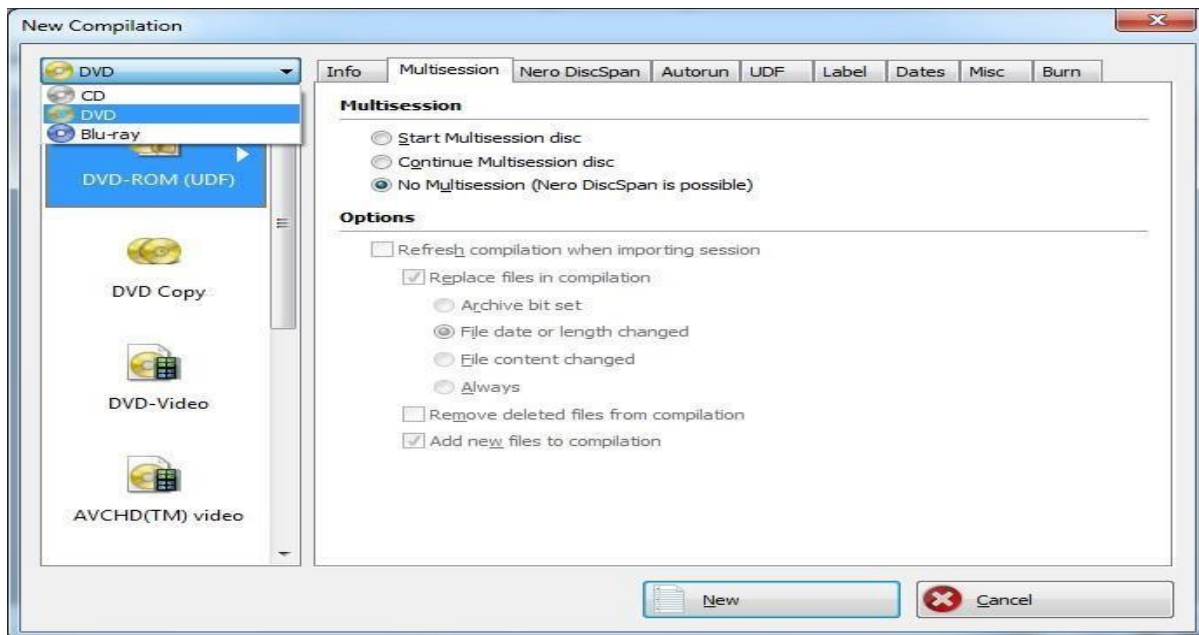 New Compilation
DVD
CD
DVD
Blu-ray
DVD-ROM (UDF)
DVD Copy
DVD-Video
AVCHD(TM) video
Info Multisession Nero DiscSpan Autorun UDF Label Dates Misc Burn
Multisession
Start Multisession disc
Continue Multisession disc
No Multisession (Nero DiscSpan is possible)
Options
Refresh compilation when importing session
Replace files in compilation
Archive bit set
File date or length changed
File content changed
Always
Remove deleted files from compilation
Add new files to compilation
New Cancel